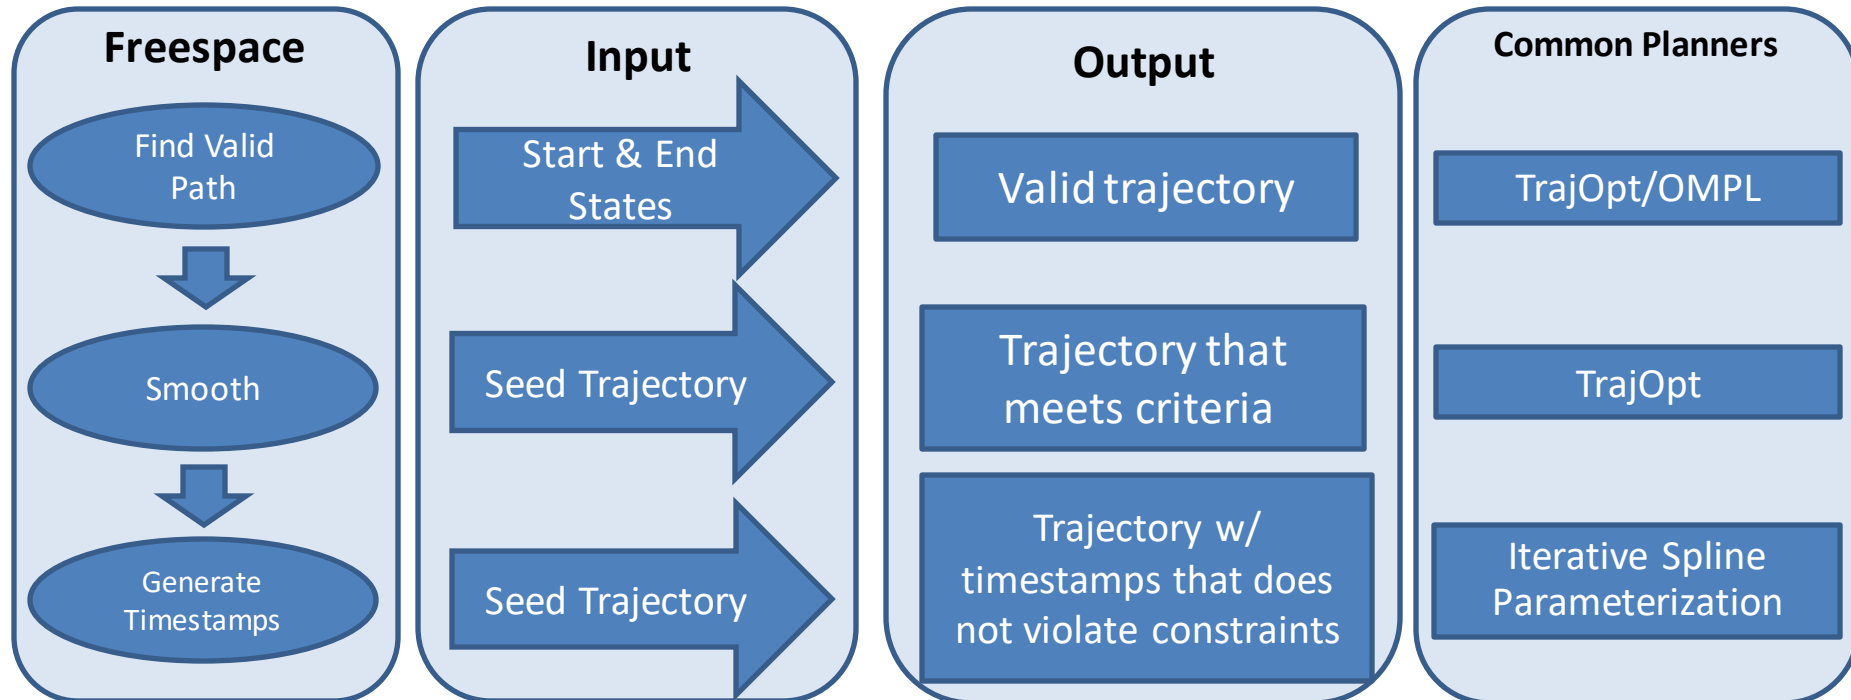 Freespace
Find Valid
Path
Smooth
Generate
Timestamps
Input
Start & End
States
Seed Trajectory
Seed Trajectory
Output
Valid trajectory
Trajectory that
meets criteria
Trajectory w/
timestamps that does
not violate constraints
Common Planners
TrajOpt/OMPL
TrajOpt
Iterative Spline
Parameterization